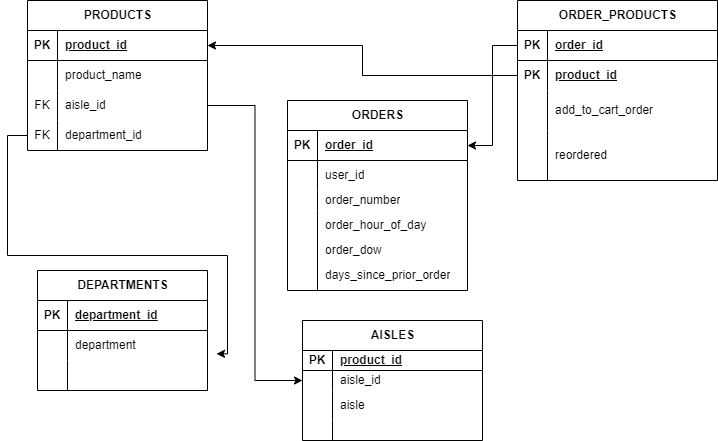 PRODUCTS
PK product_id
product_name
FK aisle_id
FK department_id
ORDER_PRODUCTS
PK order_id
PK product_id
add_to_cart_order
reordered
ORDERS
PK order_id
user_id
order_number
order_hour_of_day
order_dow
days_since_prior_order
DEPARTMENTS
PK department_id
department
AISLES
PK product_id
aisle_id
aisle